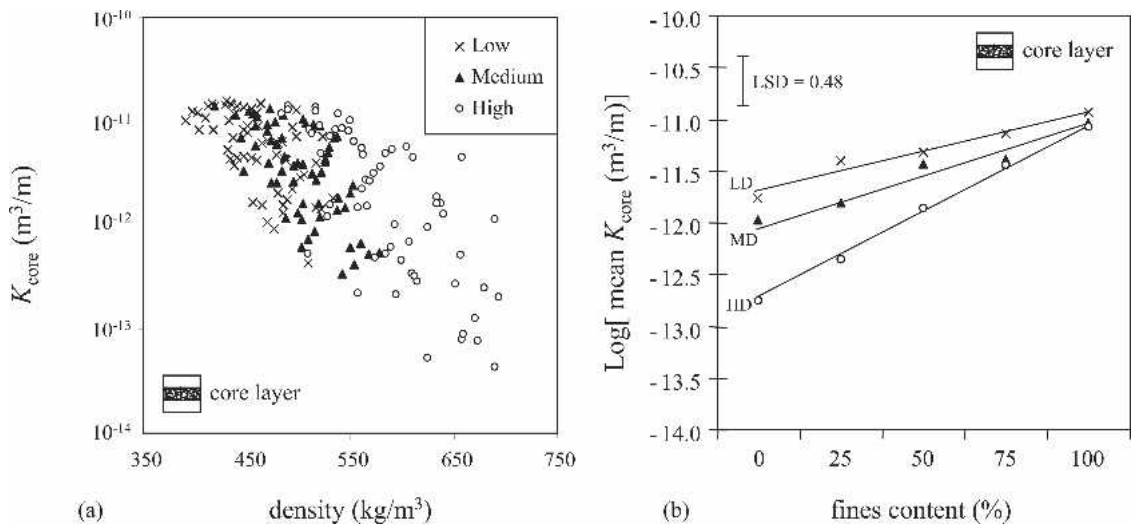 10⁻¹⁰
10⁻¹¹
10⁻¹²
10⁻¹³
10⁻¹⁴
K_core (m³/m)
Low
Medium
High
core layer
350
450
550
650
750
(a)
density (kg/m³)
-10.0
-10.5
-11.0
-11.5
-12.0
-12.5
-13.0
-13.5
-14.0
Log[ mean K_core (m³/m)]
core layer
LSD = 0.48
LD
MD
HD
0
25
50
75
100
(b)
fines content (%)